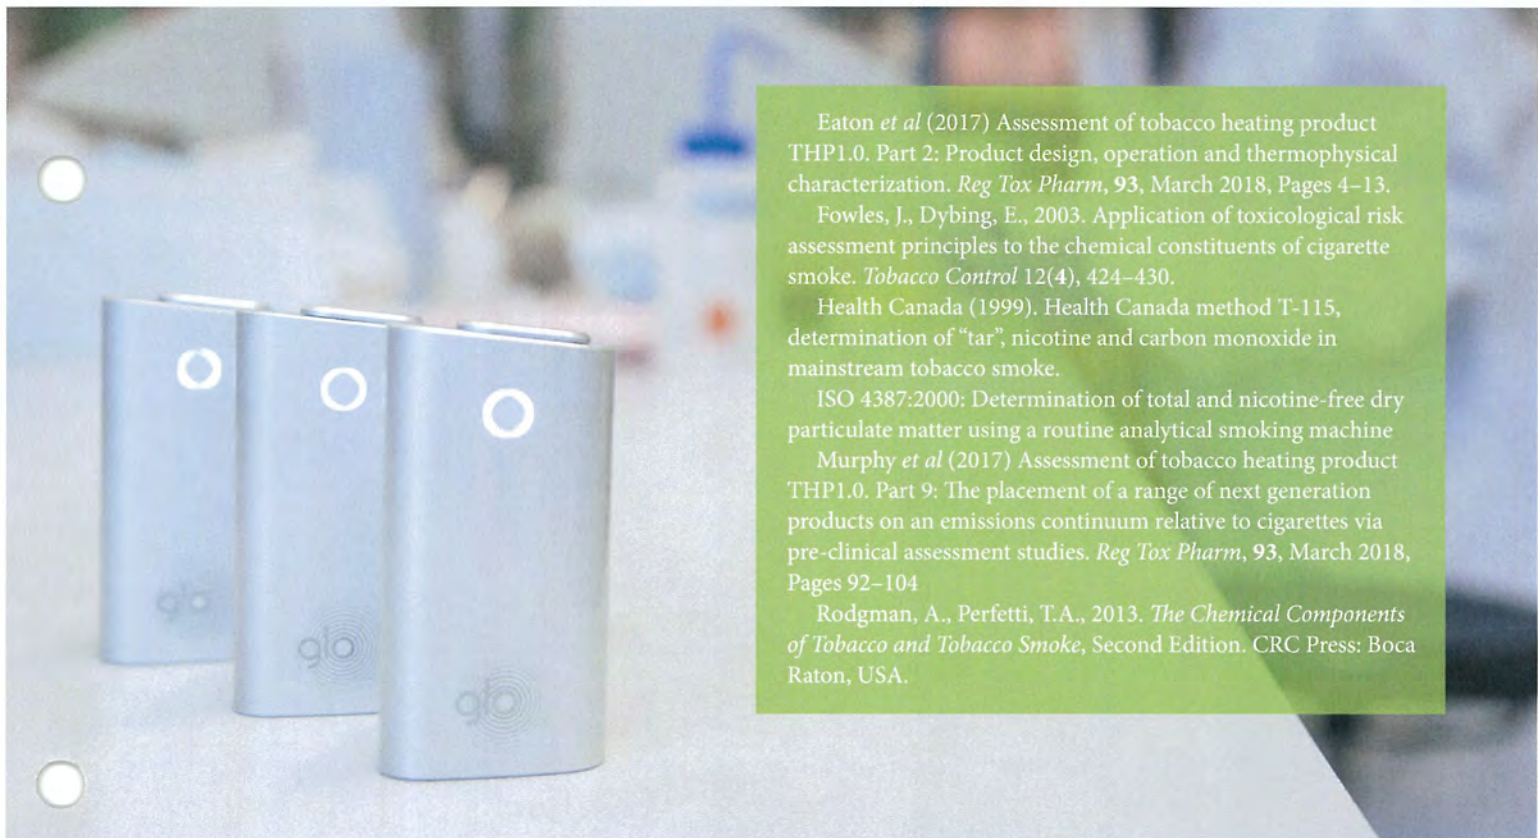 Eaton et al (2017) Assessment of tobacco heating product
THP1.0. Part 2: Product design, operation and thermophysical
characterization. Reg Tox Pharm, 93, March 2018, Pages 4–13.
Fowles, J., Dybing, E., 2003. Application of toxicological risk
assessment principles to the chemical constituents of cigarette
smoke. Tobacco Control 12(4), 424–430.
Health Canada (1999). Health Canada method T-115,
determination of “tar”, nicotine and carbon monoxide in
mainstream tobacco smoke.
ISO 4387:2000: Determination of total and nicotine-free dry
particulate matter using a routine analytical smoking machine
Murphy et al (2017) Assessment of tobacco heating product
THP1.0. Part 9: The placement of a range of next generation
products on an emissions continuum relative to cigarettes via
pre-clinical assessment studies. Reg Tox Pharm, 93, March 2018,
Pages 92–104
Rodgman, A., Perfetti, T.A., 2013. The Chemical Components
of Tobacco and Tobacco Smoke, Second Edition. CRC Press: Boca
Raton, USA.
glo
glo
glo